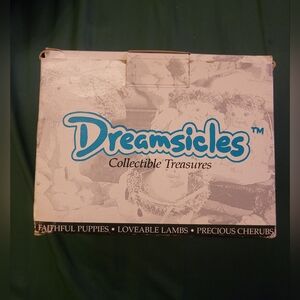 Dreamsicles™
Collectible Treasures
FAITHFUL PUPPIES • LOVEABLE LAMBS • PRECIOUS CHERUBS